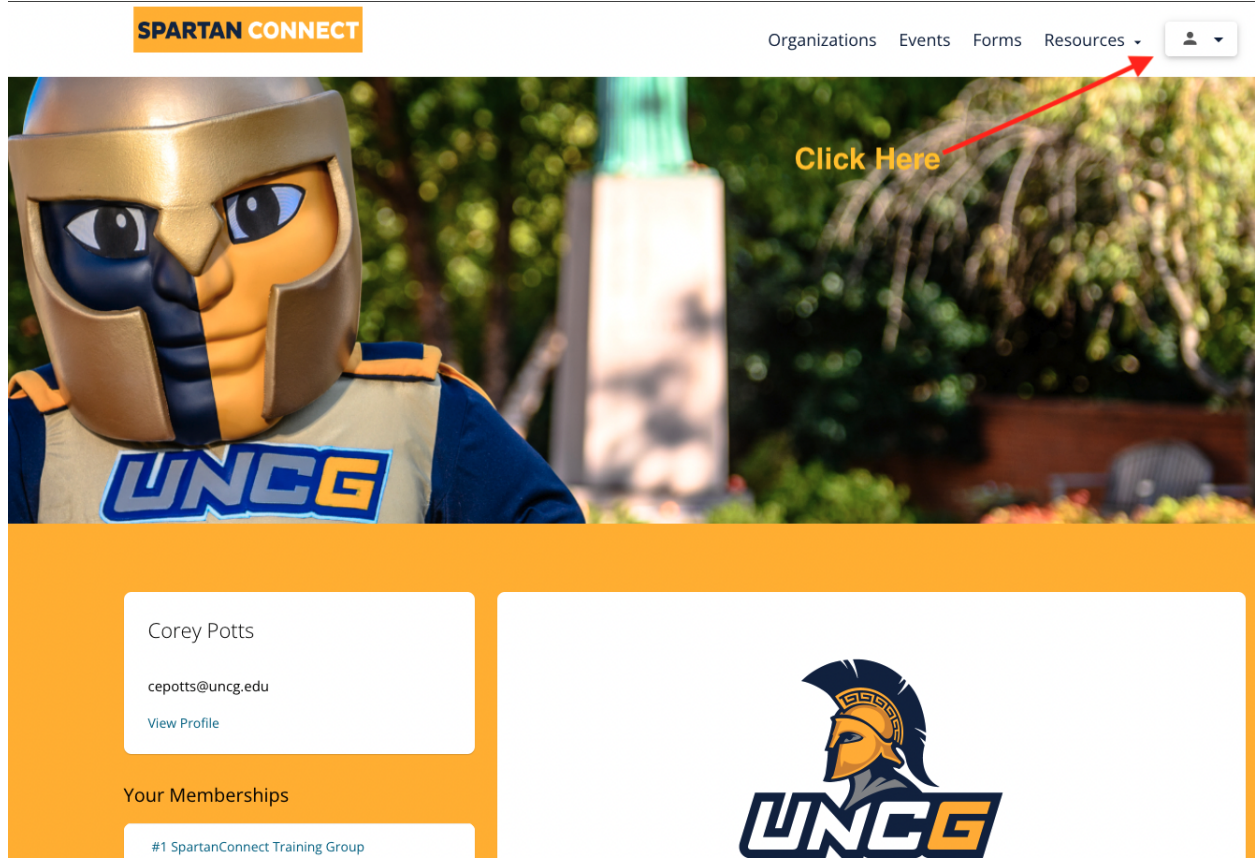 SPARTAN CONNECT
Organizations Events Forms Resources
Click Here
UNCG
Corey Potts
cepotts@uncg.edu
View Profile
Your Memberships
#1 SpartanConnect Training Group
UNCG